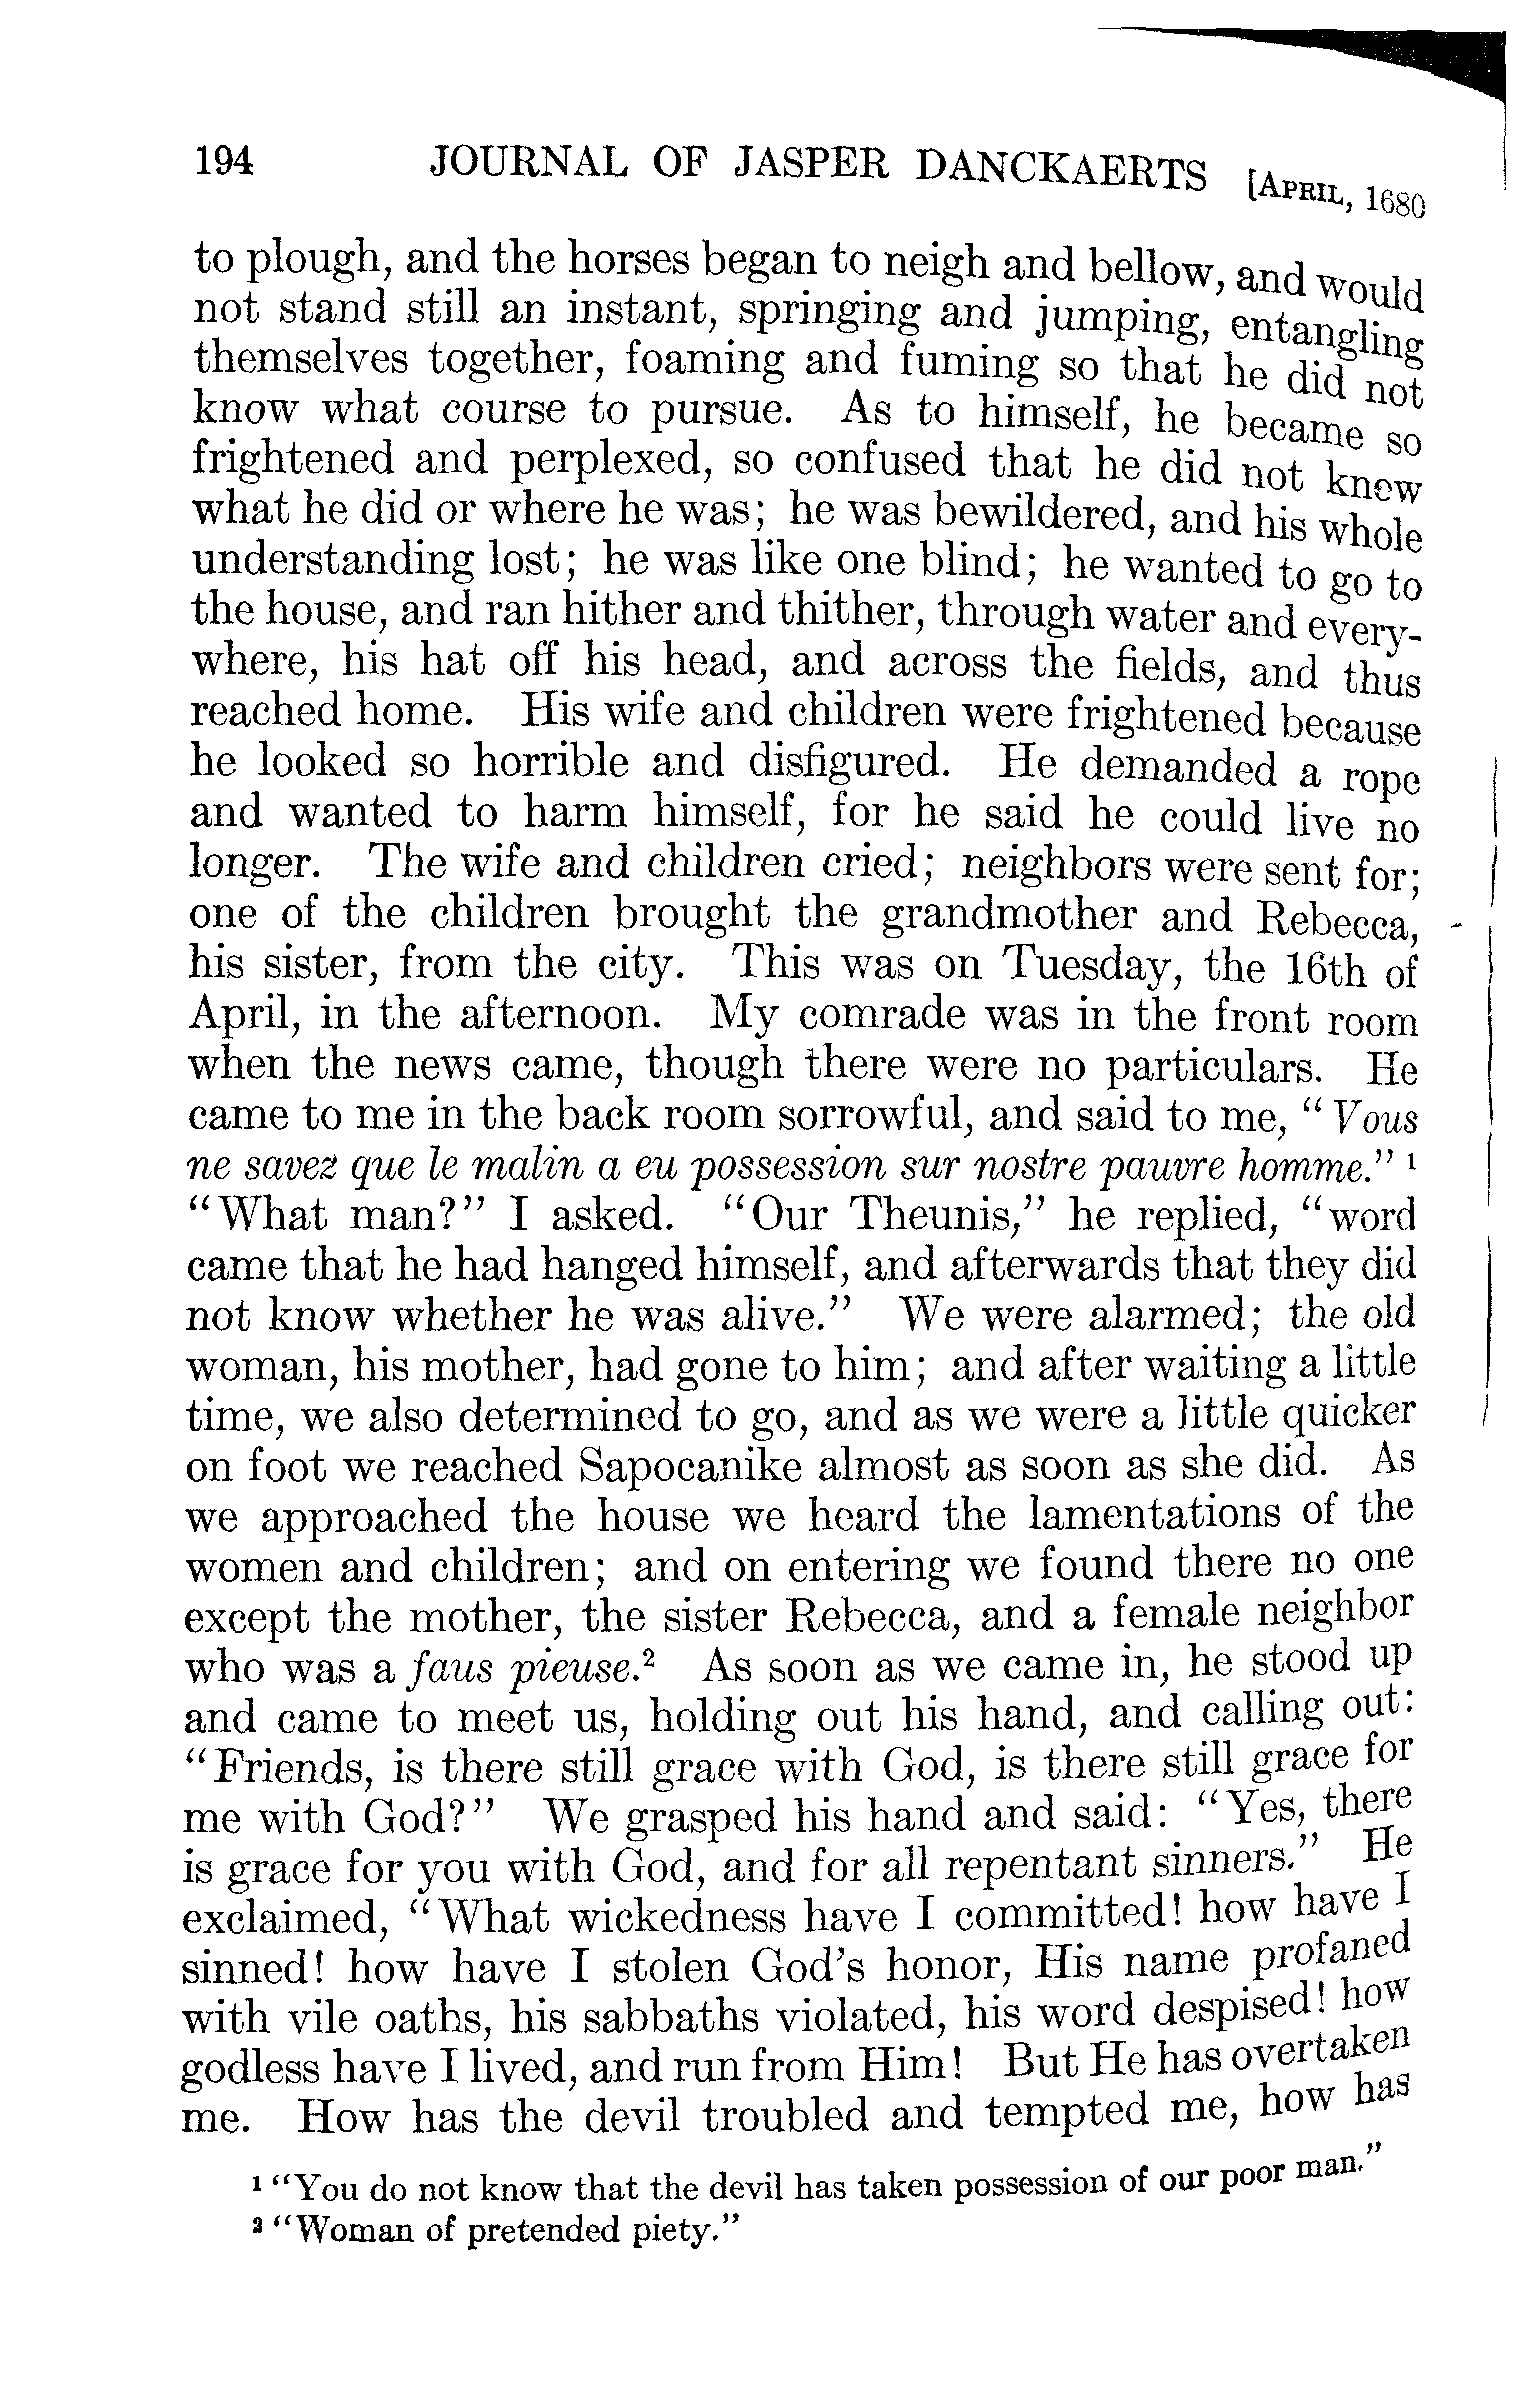 194 JOURNAL OF JASPER DANCKAERTS [APRIL, 1680
to plough, and the horses began to neigh and bellow, and would
not stand still an instant, springing and jumping, entangling
themselves together, foaming and fuming so that he did not
know what course to pursue. As to himself, he became so
frightened and perplexed, so confused that he did not know
what he did or where he was; he was bewildered, and his whole
understanding lost; he was like one blind; he wanted to go to
the house, and ran hither and thither, through water and every-
where, his hat off his head, and across the fields, and thus
reached home. His wife and children were frightened because
he looked so horrible and disfigured. He demanded a rope
and wanted to harm himself, for he said he could live no
longer. The wife and children cried; neighbors were sent for;
one of the children brought the grandmother and Rebecca,
his sister, from the city. This was on Tuesday, the 16th of
April, in the afternoon. My comrade was in the front room
when the news came, though there were no particulars. He
came to me in the back room sorrowful, and said to me, "Vous
ne savez que le malin a eu possession sur nostre pauvre homme." 1
"What man?" I asked. "Our Theunis," he replied, "word
came that he had hanged himself, and afterwards that they did
not know whether he was alive." We were alarmed; the old
woman, his mother, had gone to him; and after waiting a little
time, we also determined to go, and as we were a little quicker
on foot we reached Sapocanike almost as soon as she did. As
we approached the house we heard the lamentations of the
women and children; and on entering we found there no one
except the mother, the sister Rebecca, and a female neighbor
who was a faus pieuse.2 As soon as we came in, he stood up
and came to meet us, holding out his hand, and calling out:
"Friends, is there still grace with God, is there still grace for
me with God?" We grasped his hand and said: "Yes, there
is grace for you with God, and for all repentant sinners." He
exclaimed, "What wickedness have I committed! how have I
sinned! how have I stolen God's honor, His name profaned
with vile oaths, his sabbaths violated, his word despised! how
godless have I lived, and run from Him! But He has overtaken
me. How has the devil troubled and tempted me, how has
1 "You do not know that the devil has taken possession of our poor man."
2 "Woman of pretended piety."